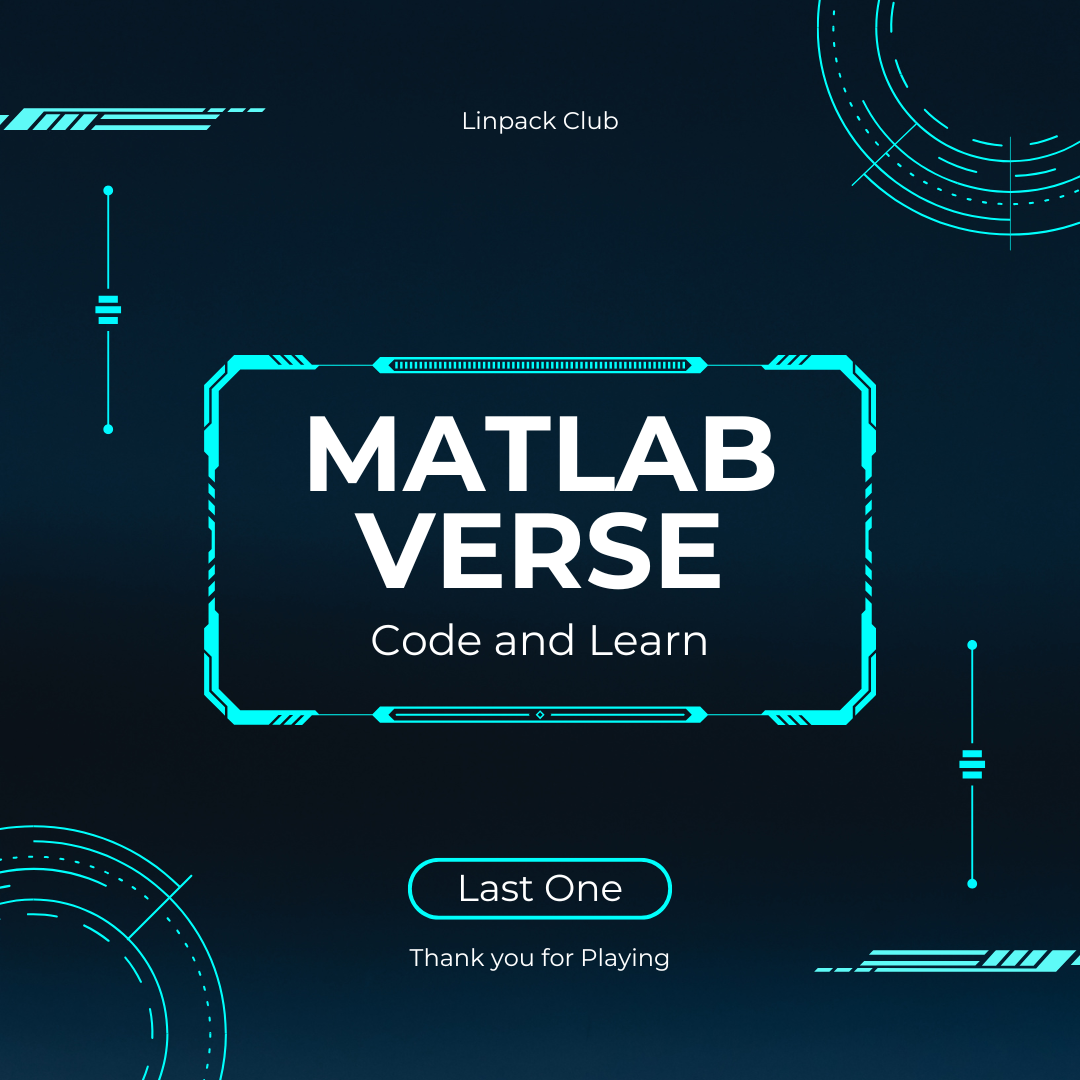 Linpack Club
MATLAB
VERSE
Code and Learn
Last One
Thank you for Playing